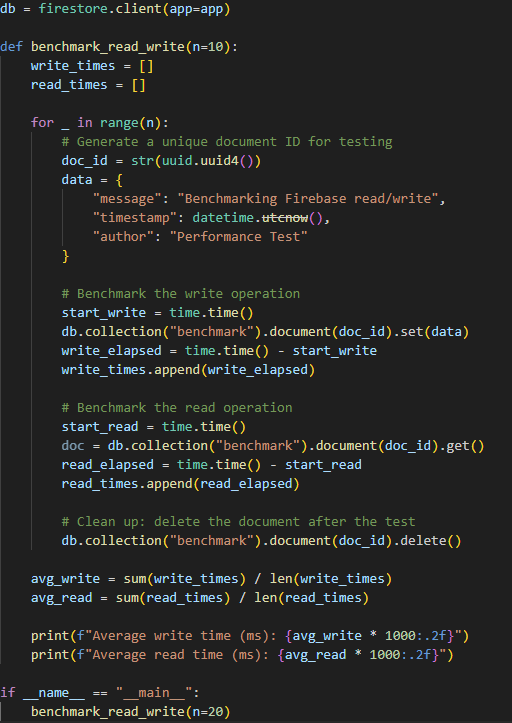 db = firestore.client(app=app)

def benchmark_read_write(n=10):
    write_times = []
    read_times = []

    for _ in range(n):
        # Generate a unique document ID for testing
        doc_id = str(uuid.uuid4())
        data = {
            "message": "Benchmarking Firebase read/write",
            "timestamp": datetime.utcnow(),
            "author": "Performance Test"
        }

        # Benchmark the write operation
        start_write = time.time()
        db.collection("benchmark").document(doc_id).set(data)
        write_elapsed = time.time() - start_write
        write_times.append(write_elapsed)

        # Benchmark the read operation
        start_read = time.time()
        doc = db.collection("benchmark").document(doc_id).get()
        read_elapsed = time.time() - start_read
        read_times.append(read_elapsed)

        # Clean up: delete the document after the test
        db.collection("benchmark").document(doc_id).delete()

    avg_write = sum(write_times) / len(write_times)
    avg_read = sum(read_times) / len(read_times)

    print(f"Average write time (ms): {avg_write * 1000:.2f}")
    print(f"Average read time (ms): {avg_read * 1000:.2f}")

if __name__ == "__main__":
    benchmark_read_write(n=20)